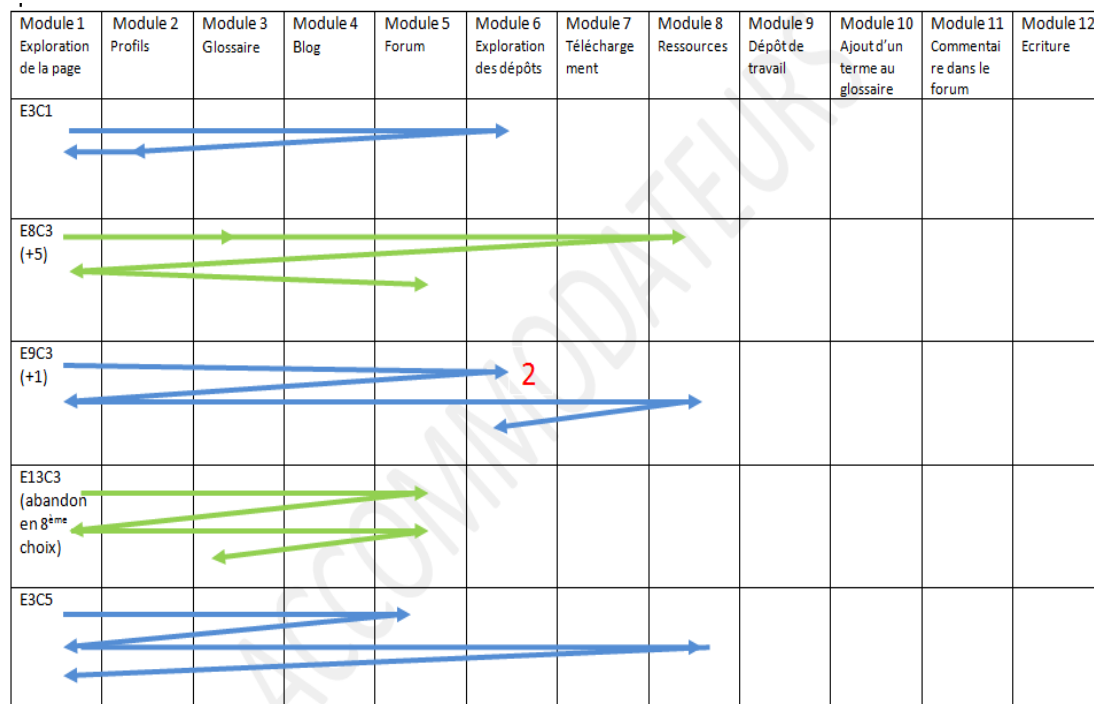 Module 1
Exploration
de la page
Module 2
Profils
Module 3
Glossaire
Module 4
Blog
Module 5
Forum
Module 6
Exploration
des dépôts
Module 7
Télécharge
ment
Module 8
Ressources
Module 9
Dépôt de
travail
Module 10
Ajout d'un
terme au
glossaire
Module 11
Commentai
re dans le
forum
Module 12
Ecriture
E3C1
E8C3
(+5)
E9C3
(+1)
2
E13C3
(abandon
en 8ème
choix)
E3C5
ACCOMMODATEURS